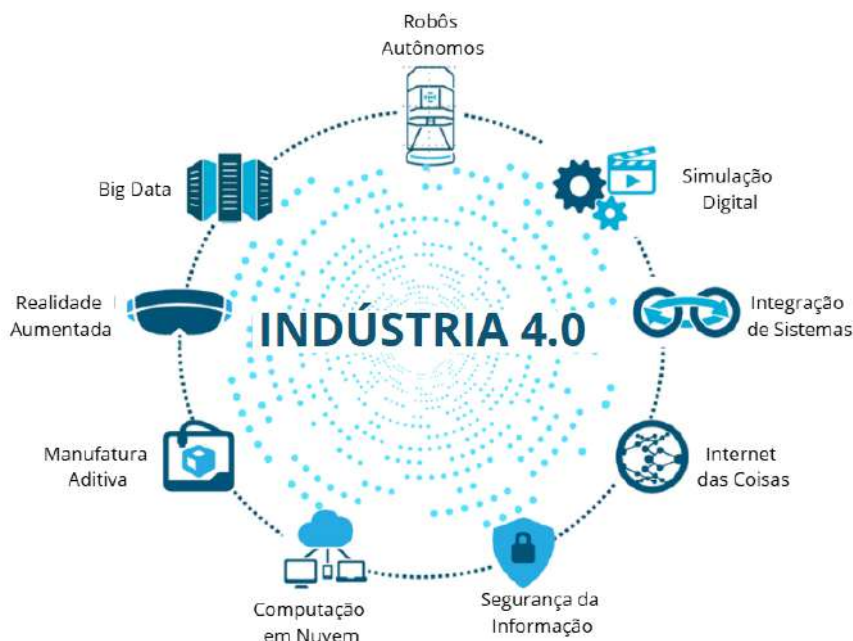 Robôs
Autônomos
Big Data
Simulação
Digital
Realidade
Aumentada
INDÚSTRIA 4.0
Integração
de Sistemas
Manufatura
Aditiva
Internet
das Coisas
Computação
em Nuvem
Segurança da
Informação